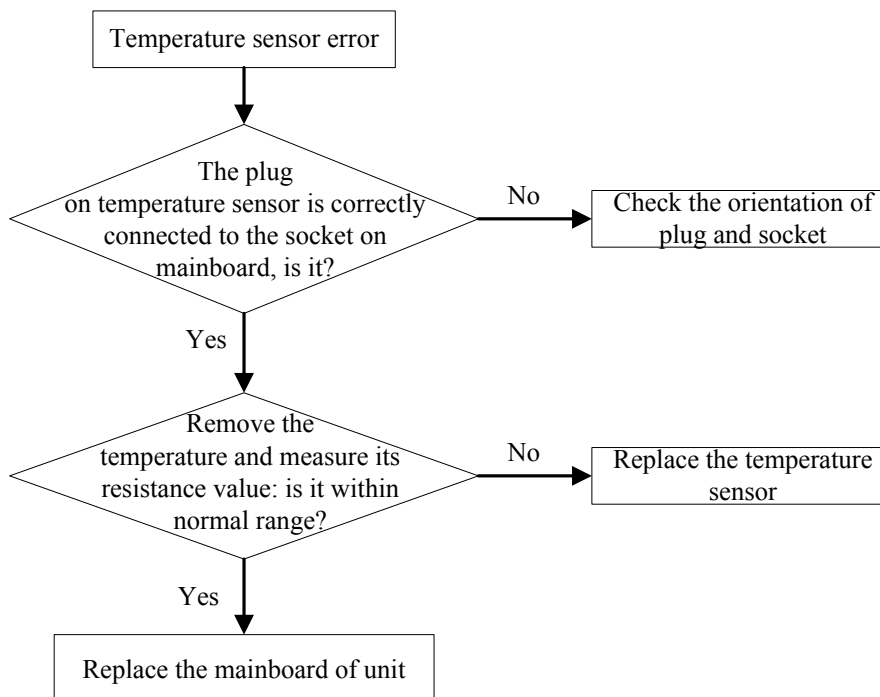 Temperature sensor error
The plug
on temperature sensor is correctly
connected to the socket on
mainboard, is it?
No
Check the orientation of
plug and socket
Yes
Remove the
temperature and measure its
resistance value: is it within
normal range?
No
Replace the temperature
sensor
Yes
Replace the mainboard of unit